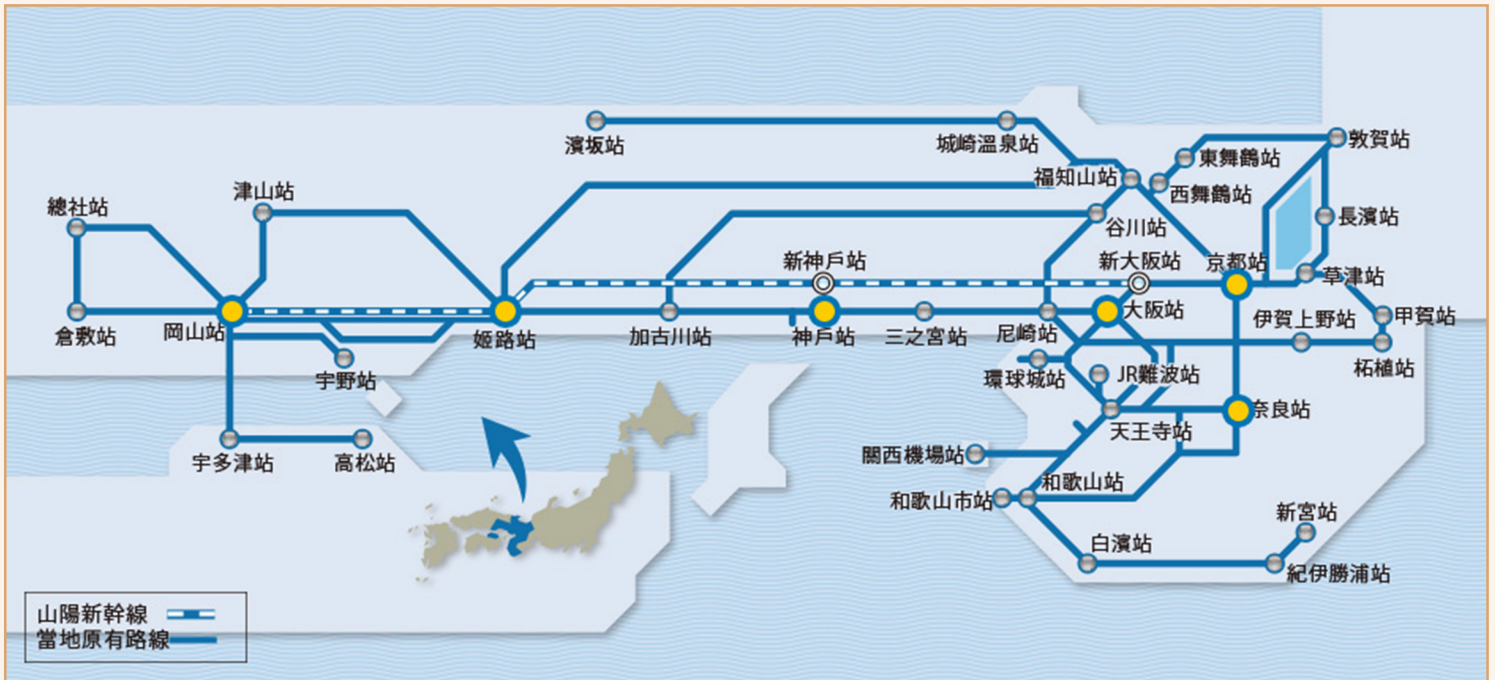 濱坂站
城崎溫泉站
敦賀站
福知山站
東舞鶴站
西舞鶴站
總社站
津山站
谷川站
長濱站
新神戶站
新大阪站
京都站
草津站
倉敷站
岡山站
姬路站
加古川站
神戶站
三之宮站
尼崎站
大阪站
伊賀上野站
甲賀站
柘植站
宇野站
環球城站
JR難波站
奈良站
天王寺站
宇多津站
高松站
關西機場站
和歌山市站
和歌山站
白濱站
新宮站
紀伊勝浦站
山陽新幹線
當地原有路線